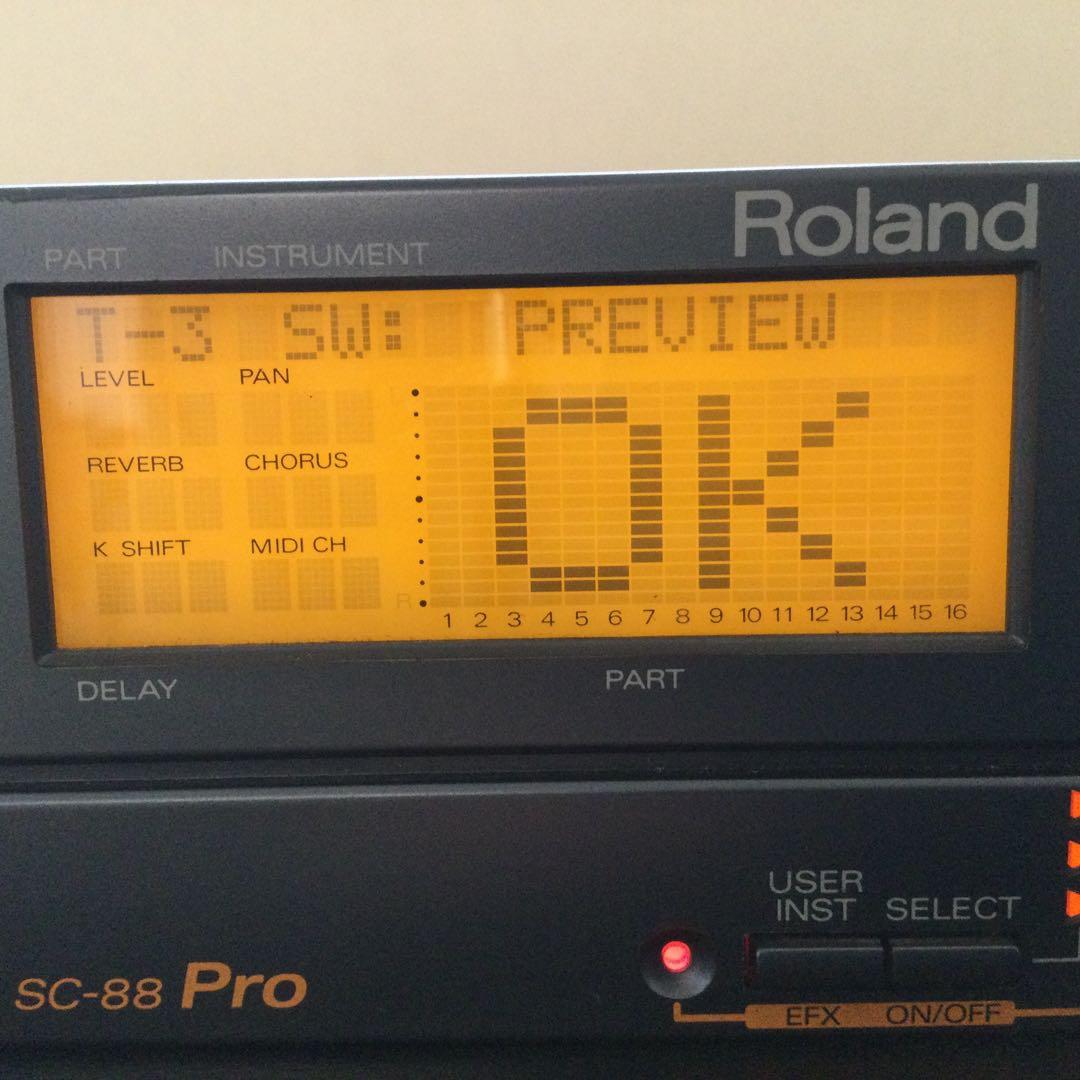 Roland
PART INSTRUMENT
T-3 SW: PREVIEW
LEVEL PAN
REVERB CHORUS
K SHIFT MIDI CH
OK
R
1 2 3 4 5 6 7 8 9 10 11 12 13 14 15 16
DELAY PART
USER
INST SELECT
SC-88 Pro
EFX ON/OFF